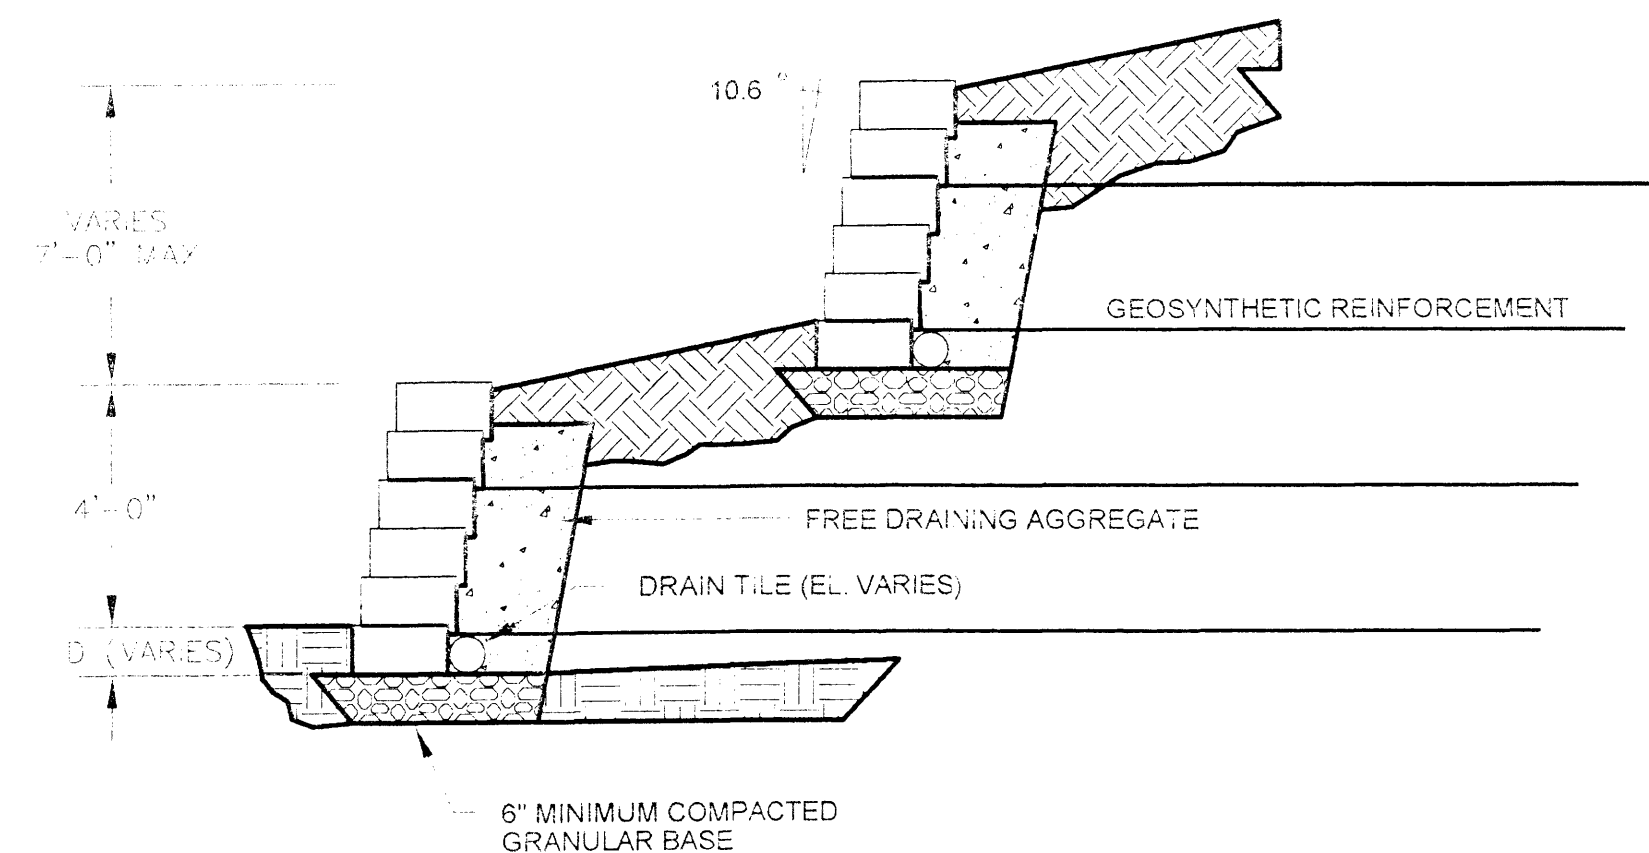 10.6 °
VARIES
7'-0" MAX
GEOSYNTHETIC REINFORCEMENT
4'-0"
FREE DRAINING AGGREGATE
DRAIN TILE (EL. VARIES)
D (VARIES)
6" MINIMUM COMPACTED
GRANULAR BASE